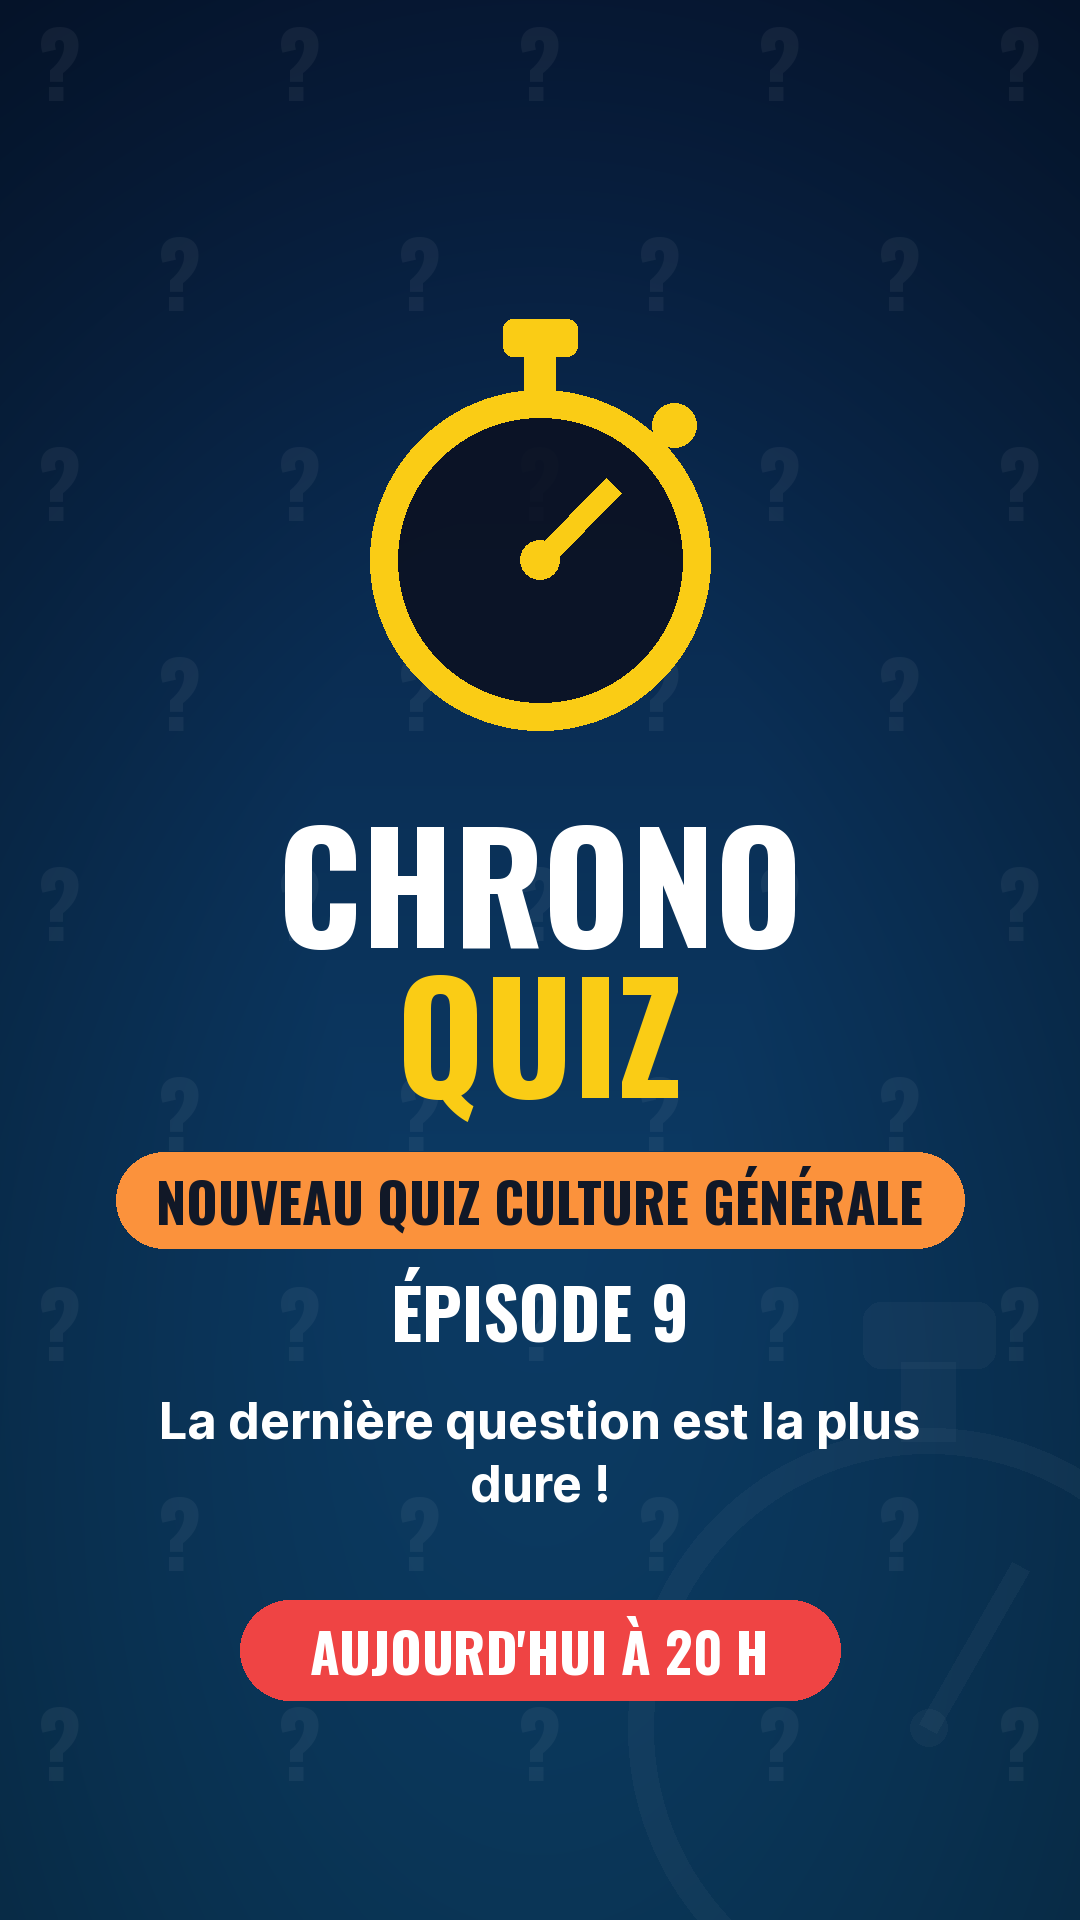 CHRONO
QUIZ
NOUVEAU QUIZ CULTURE GÉNÉRALE
ÉPISODE 9
La dernière question est la plus
dure !
AUJOURD'HUI À 20 H